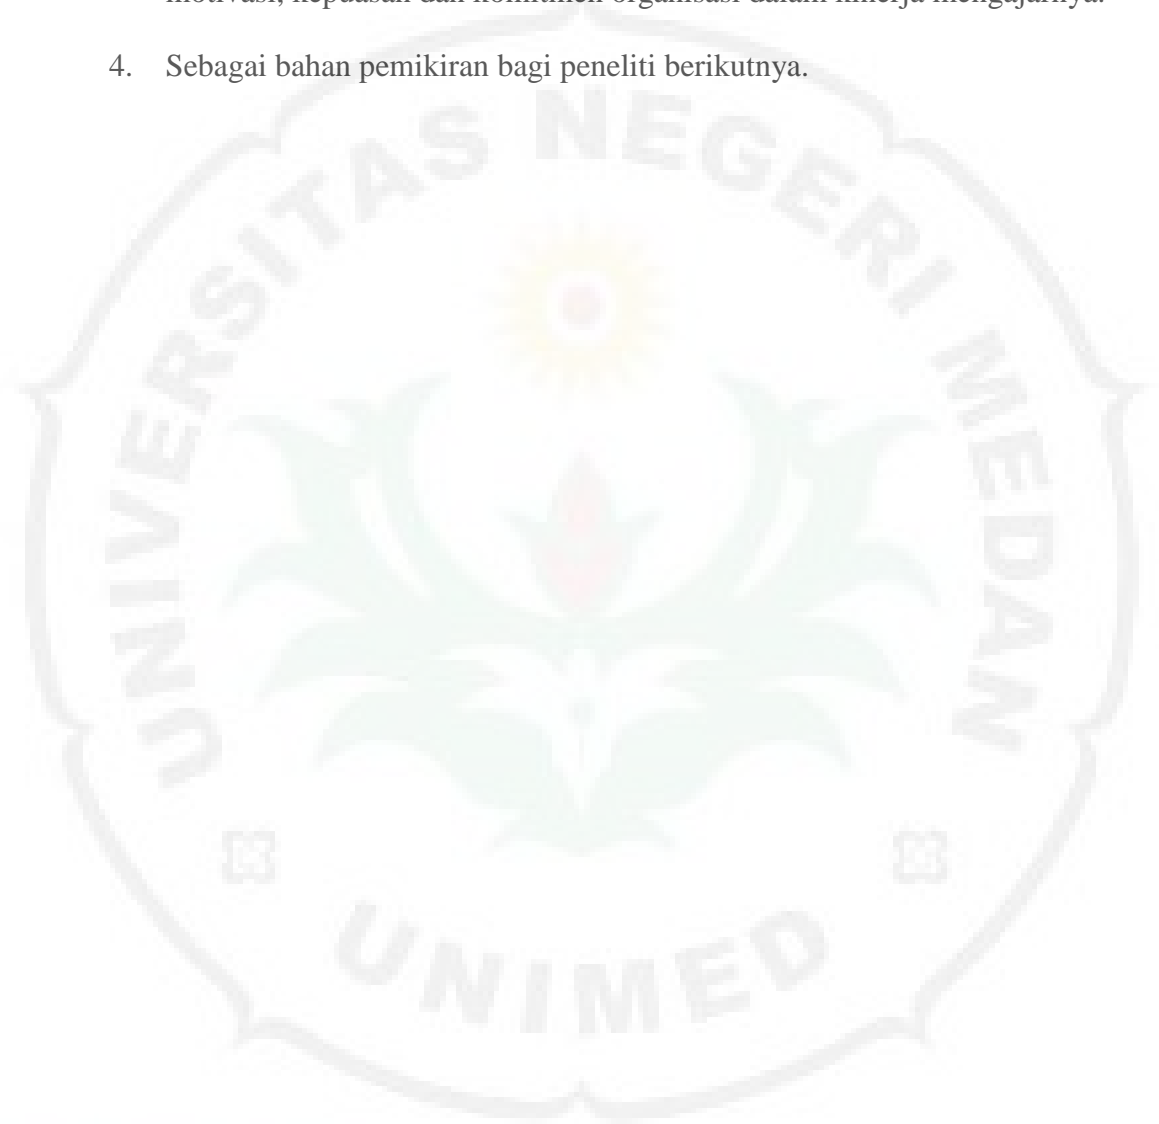 motivasi, kepuasan dan komitmen organisasi dalam kinerja mengajarnya.
4. Sebagai bahan pemikiran bagi peneliti berikutnya.
UNIVERSITAS NEGERI MEDAN
UNIMED